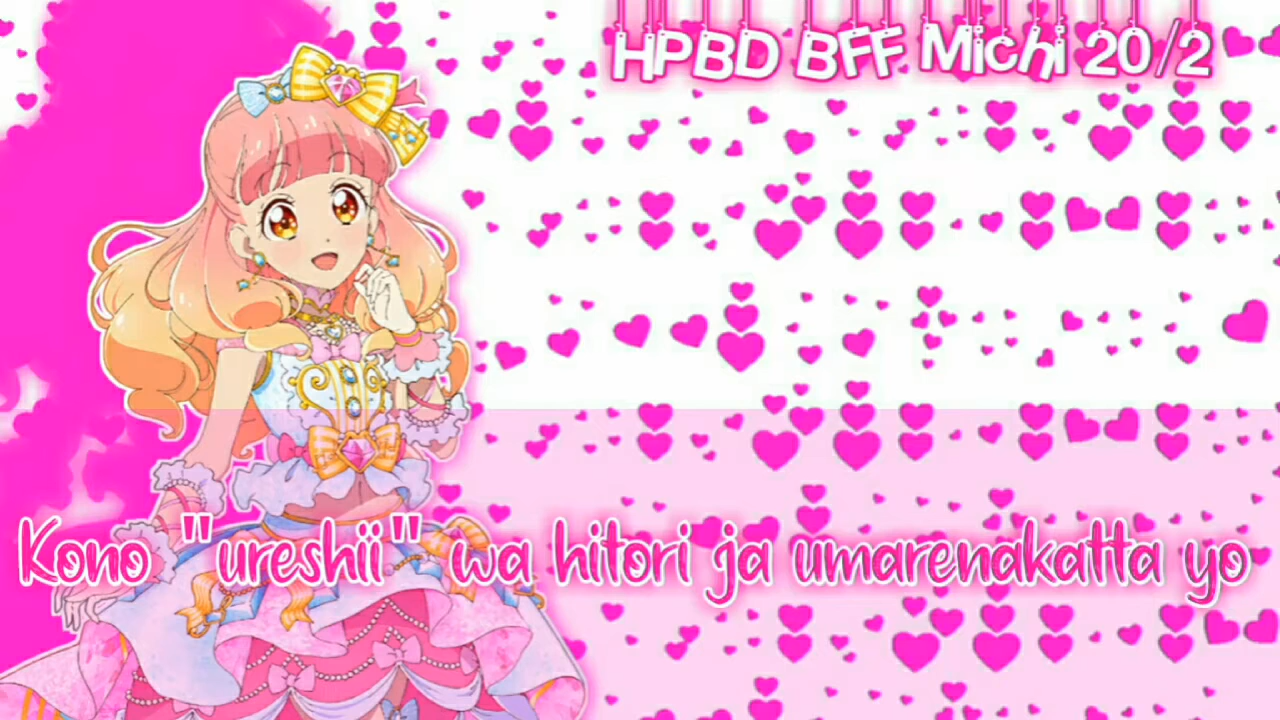 HPBD BFF Michi 20/2
Kono "ureshii" wa hitori ja umarenakatta yo